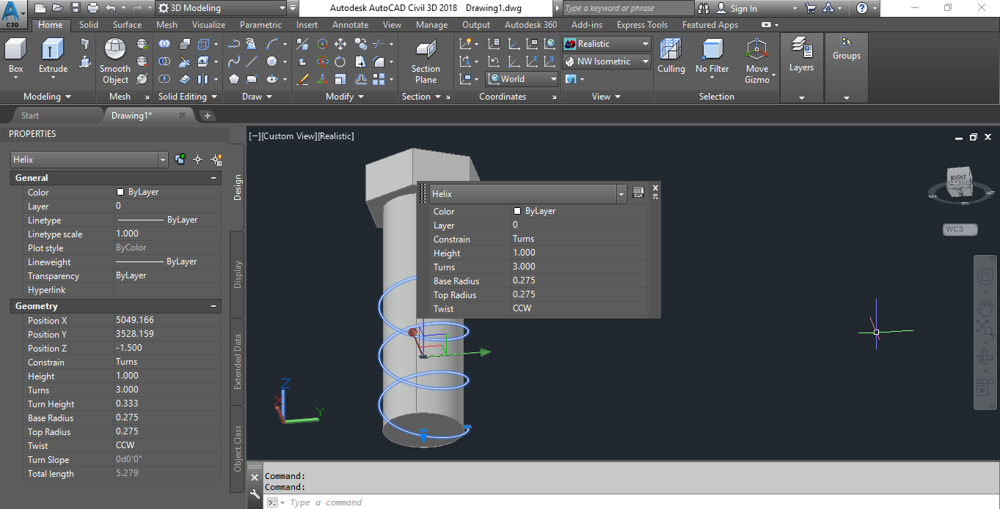 A C3D 3D Modeling Autodesk AutoCAD Civil 3D 2018 Drawing1.dwg Type a keyword or phrase Sign In
Home Solid Surface Mesh Visualize Parametric Insert Annotate View Manage Output Autodesk 360 Add-ins Express Tools Featured Apps
Realistic
NW Isometric
World
Box Extrude Smooth Object Section Plane Culling No Filter Move Gizmo Layers Groups
Modeling Mesh Solid Editing Draw Modify Section Coordinates View Selection
Start Drawing1*
PROPERTIES
[−][Custom View][Realistic]
Helix
General
Color ByLayer
Layer 0
Linetype ByLayer
Linetype scale 1.000
Plot style ByColor
Lineweight ByLayer
Transparency ByLayer
Hyperlink
Geometry
Position X 5049.166
Position Y 3528.159
Position Z -1.500
Constrain Turns
Height 1.000
Turns 3.000
Turn Height 0.333
Base Radius 0.275
Top Radius 0.275
Twist CCW
Turn Slope 0d0'0"
Total length 5.279
Design
Display
Extended Data
Object Class
Helix CUI
Color ByLayer
Layer 0
Constrain Turns
Height 1.000
Turns 3.000
Base Radius 0.275
Top Radius 0.275
Twist CCW
RIGHT
S N
WCS
Z
X Y
Command:
Command:
Type a command